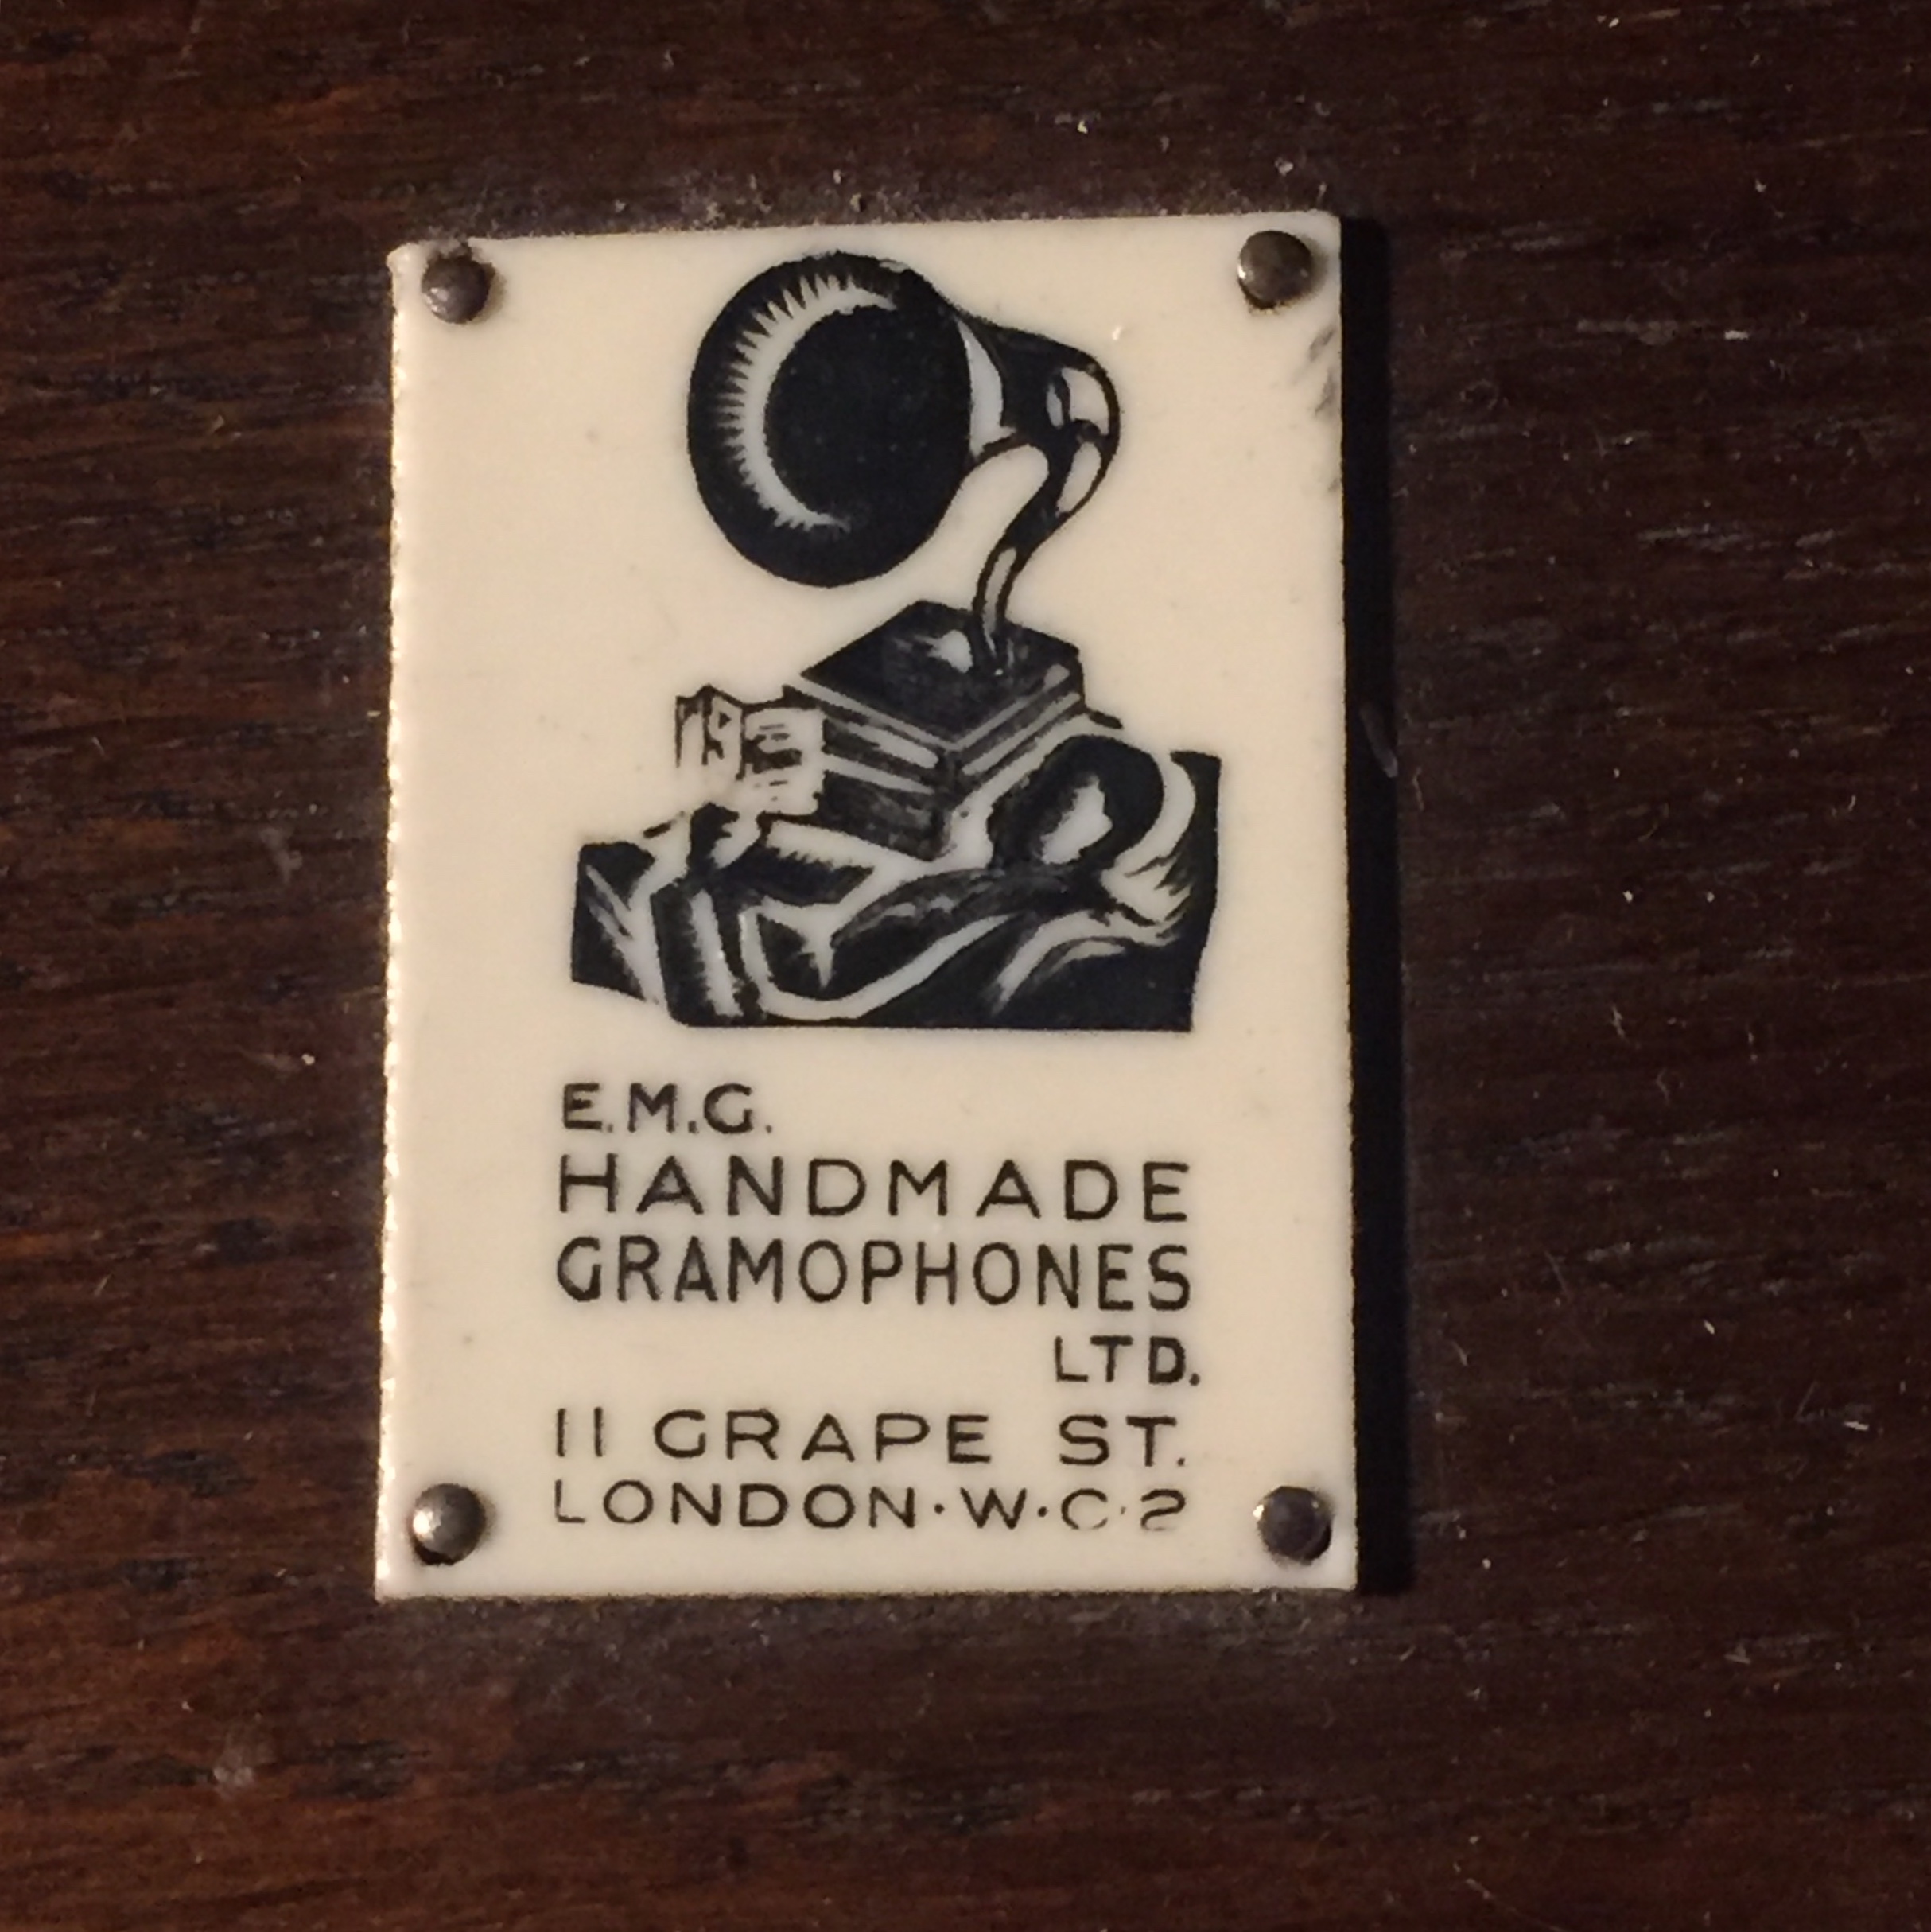 E.M.G.
HANDMADE
GRAMOPHONES
LTD.
11 GRAPE ST.
LONDON·W·C·2